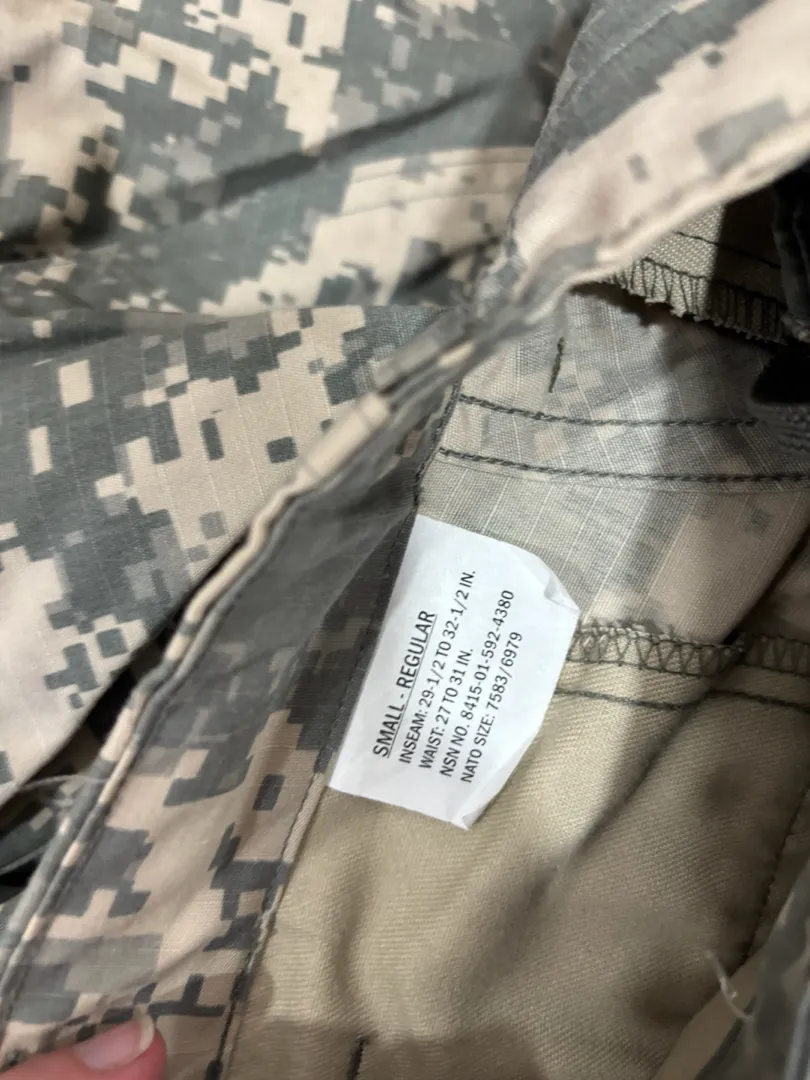 SMALL - REGULAR
INSEAM: 29-1/2 TO 32-1/2 IN.
WAIST: 27 TO 31 IN.
NSN NO. 8415-01-592-4380
NATO SIZE: 7583/6979